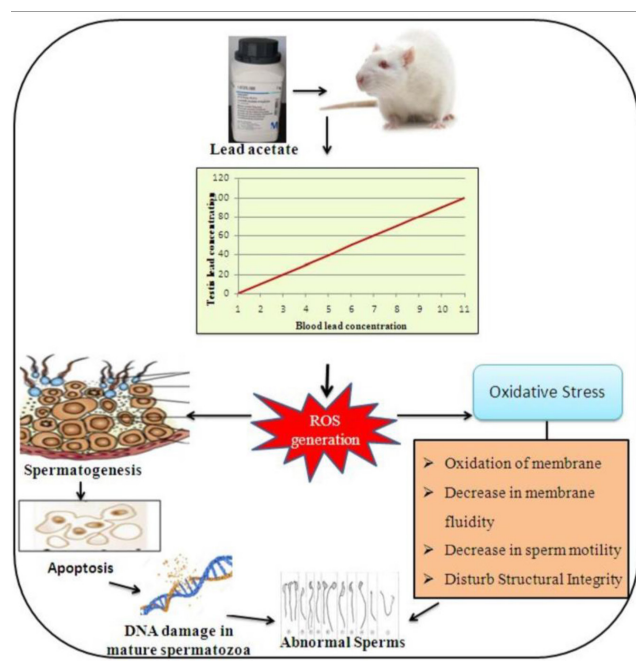 Lead acetate
Testis lead concentration
120
100
80
60
40
20
0
1 2 3 4 5 6 7 8 9 10 11
Blood lead concentration
ROS
generation
Oxidative Stress
Spermatogenesis
➤ Oxidation of membrane
➤ Decrease in membrane
fluidity
➤ Decrease in sperm motility
➤ Disturb Structural Integrity
Apoptosis
DNA damage in
mature spermatozoa
Abnormal Sperms